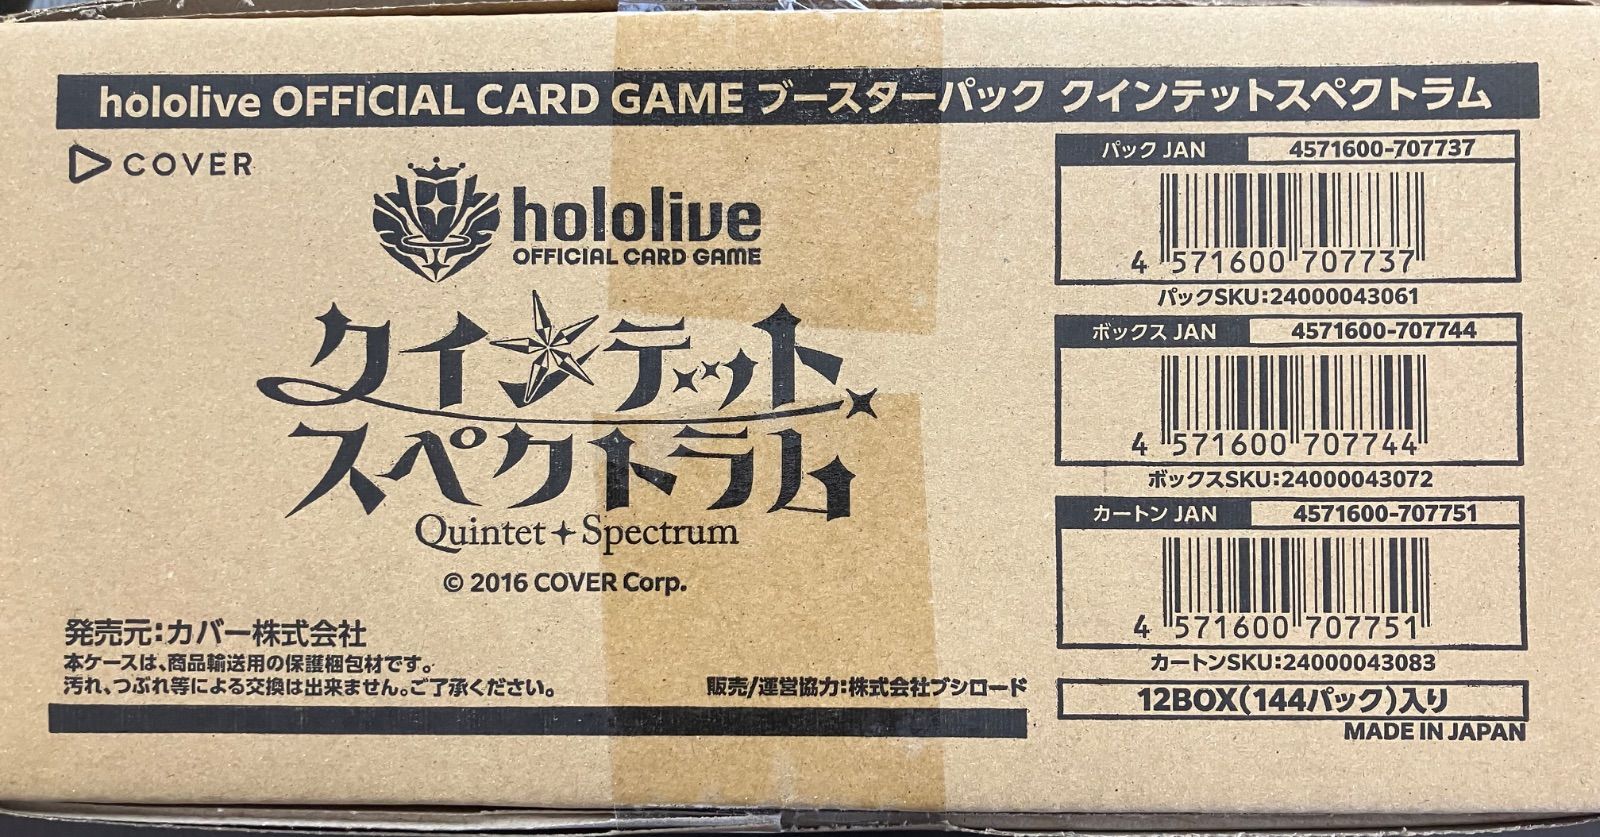 hololive OFFICIAL CARD GAME ブースターパック クインテットスペクトラム
COVER
hololive
OFFICIAL CARD GAME
クインテット
スペクトラム
Quintet Spectrum
© 2016 COVER Corp.
発売元:カバー株式会社
本ケースは、商品輸送用の保護梱包材です。
汚れ、つぶれ等による交換は出来ません。ご了承ください。
販売/運営協力:株式会社ブシロード
パック JAN 4571600-707737
4 571600 707737
パックSKU:24000043061
ボックス JAN 4571600-707744
4 571600 707744
ボックスSKU:24000043072
カートン JAN 4571600-707751
4 571600 707751
カートンSKU:24000043083
12BOX(144パック)入り
MADE IN JAPAN